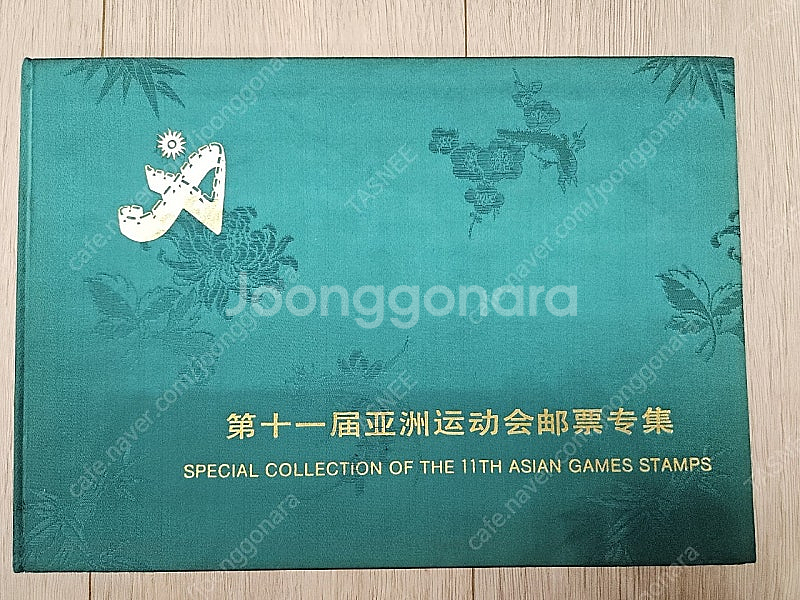 第十一届亚洲运动会邮票专集
SPECIAL COLLECTION OF THE 11TH ASIAN GAMES STAMPS
Joonggonara
TASNEE
cafe.naver.com/joonggonara